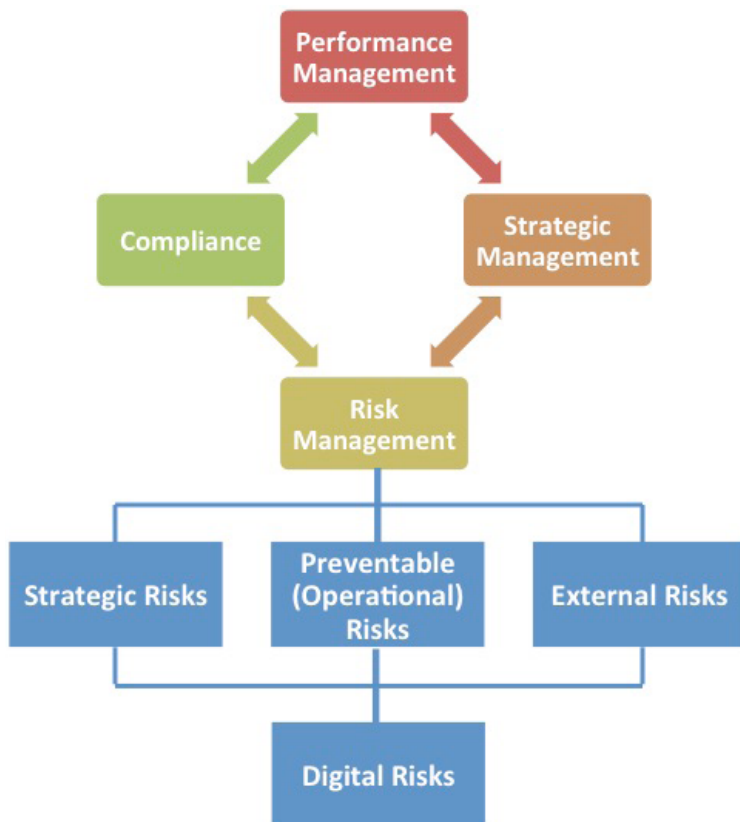 Performance
Management
Compliance
Strategic
Management
Risk
Management
Strategic Risks
Preventable
(Operational)
Risks
External Risks
Digital Risks